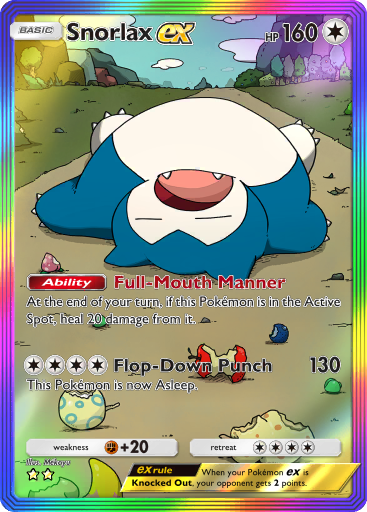 BASIC Snorlax ex HP 160
Ability Full-Mouth Manner
At the end of your turn, if this Pokémon is in the Active
Spot, heal 20 damage from it.
Flop-Down Punch 130
This Pokémon is now Asleep.
weakness +20 retreat
Illus. Mékayu
ex rule When your Pokémon ex is
Knocked Out, your opponent gets 2 points.